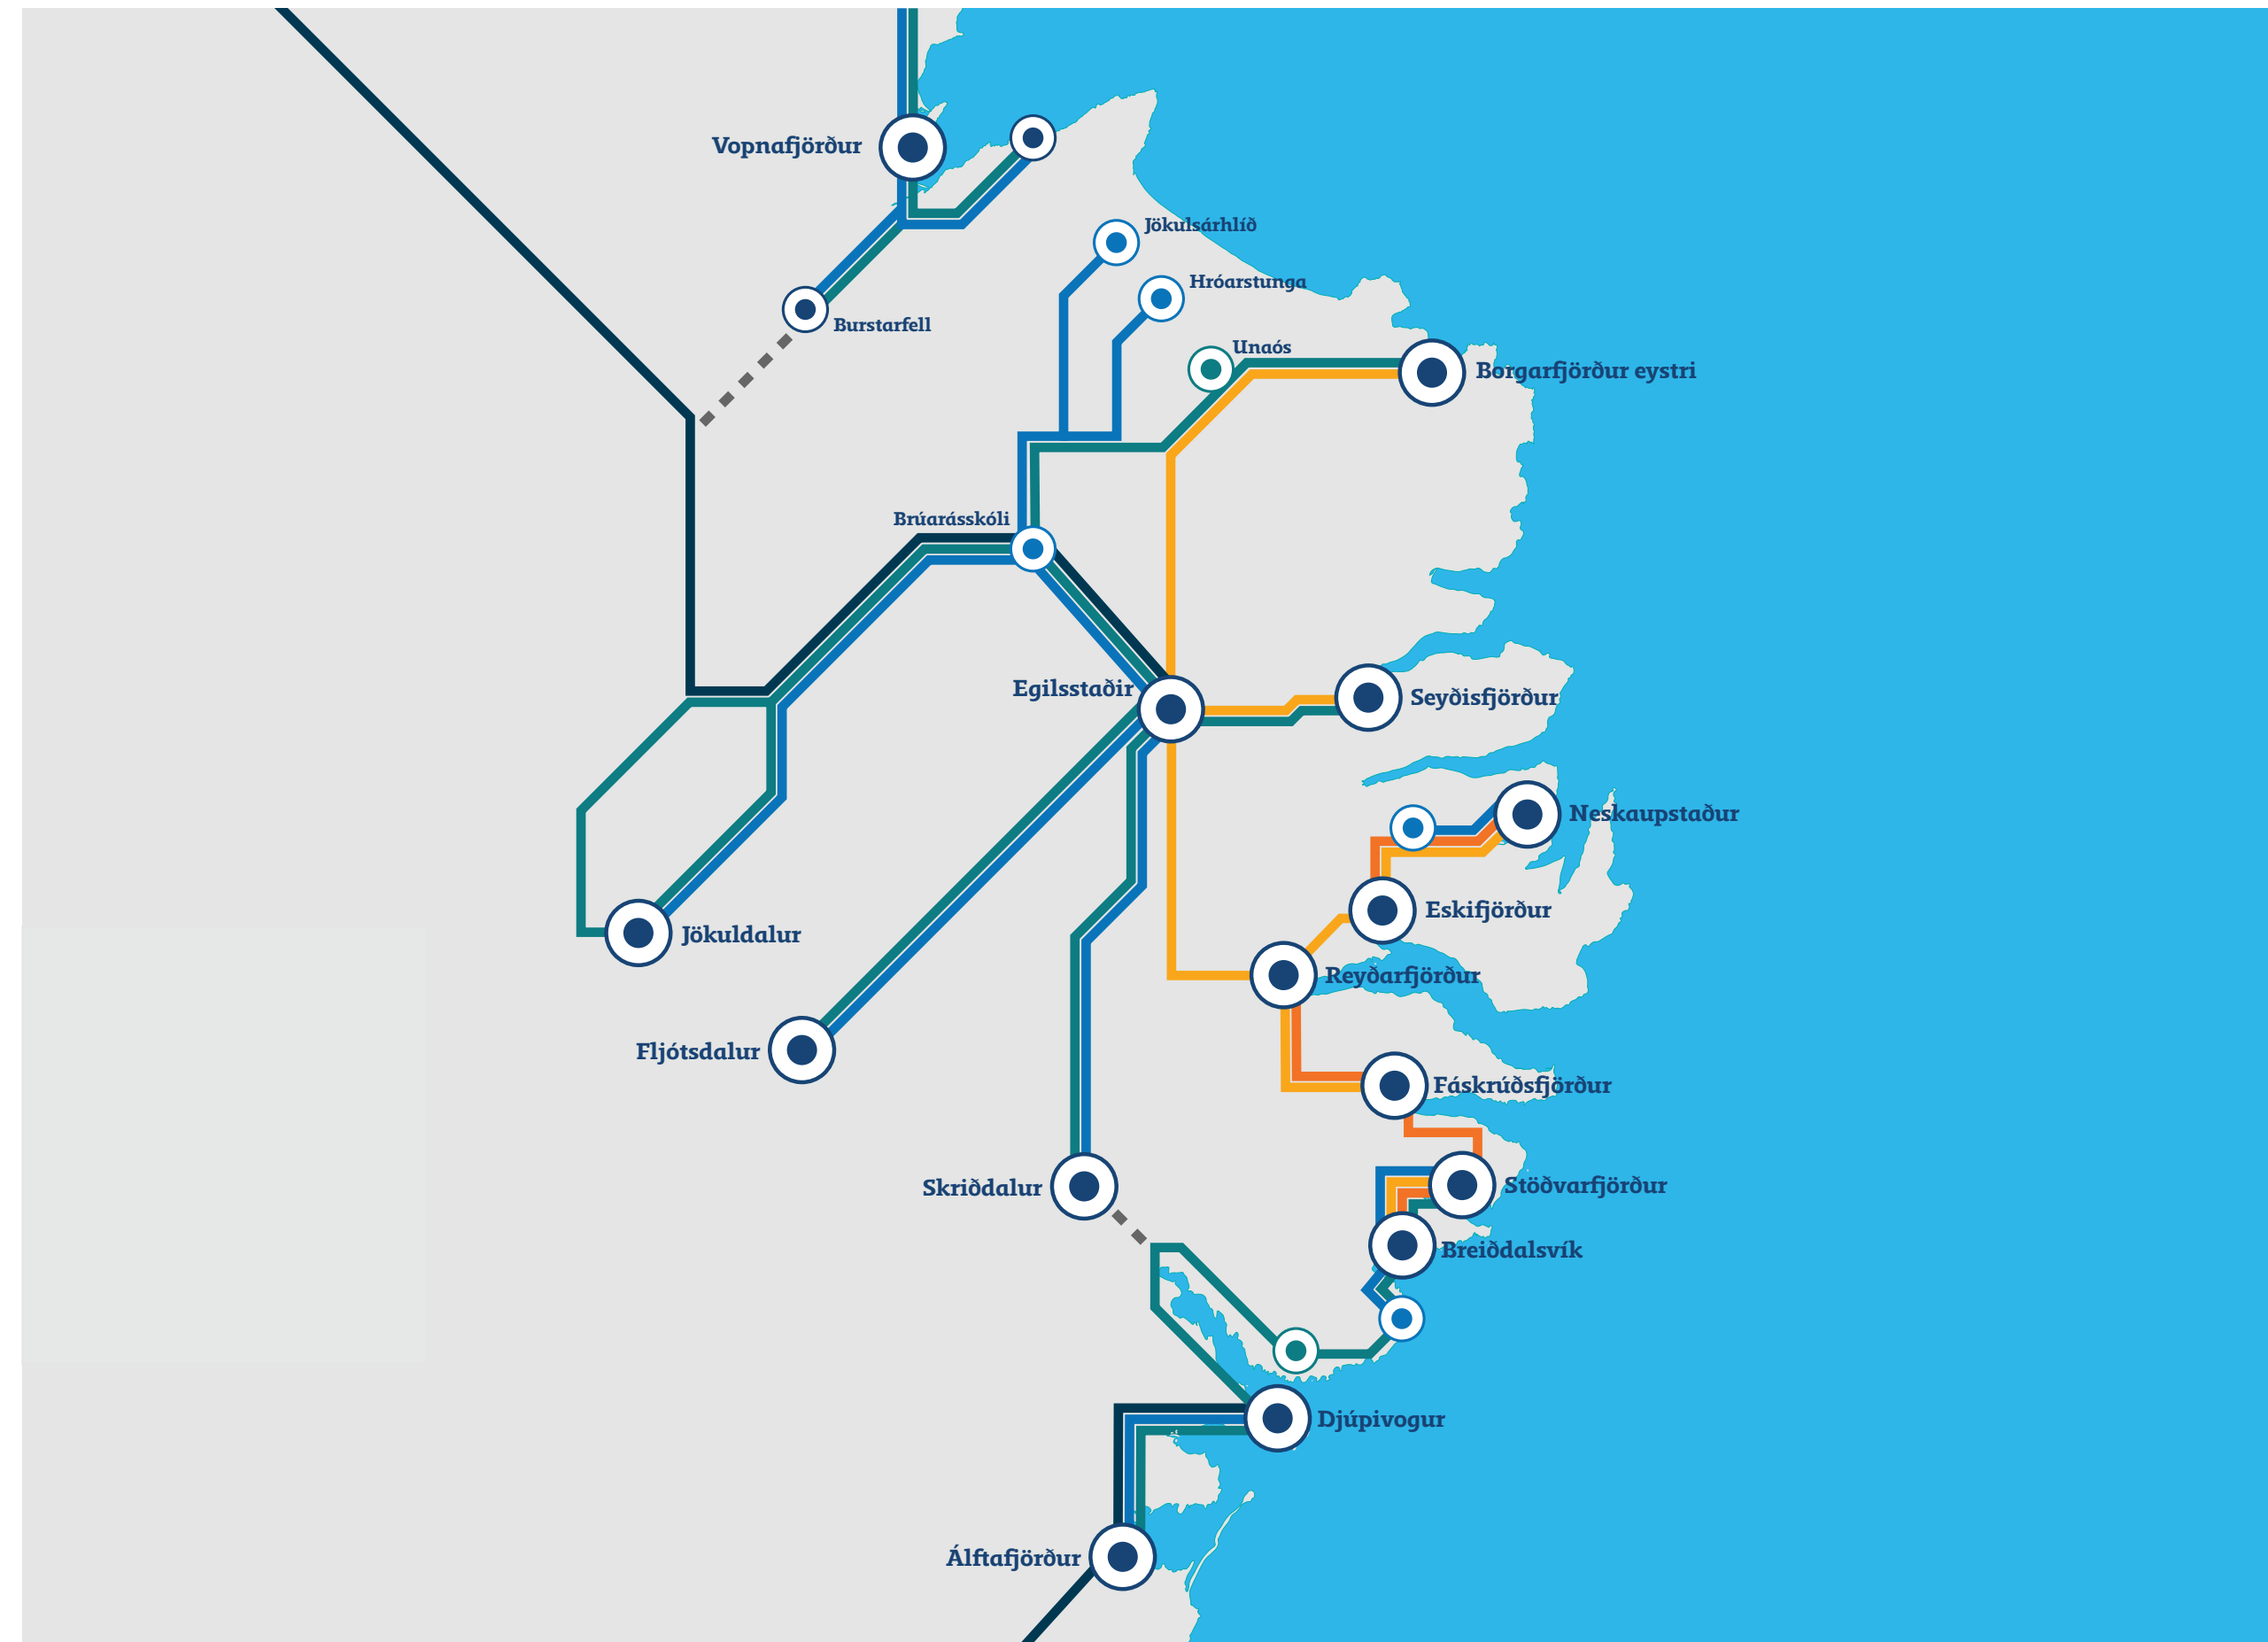 Vopnafjörður
Jökulsárhlíð
Hróarstunga
Burstarfell
Unaós
Borgarfjörður eystri
Brúarásskóli
Egilsstaðir
Seyðisfjörður
Neskaupstaður
Eskifjörður
Jökuldalur
Reyðarfjörður
Fljótsdalur
Fáskrúðsfjörður
Skriðdalur
Stöðvarfjörður
Breiðdalsvík
Djúpivogur
Álftafjörður